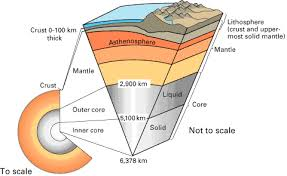 Crust 0-100 km
thick
Lithosphere
(crust and upper-
most solid mantle)
Asthenosphere
Mantle
Mantle
Crust
2,900 km
Liquid
Core
Outer core
5,100 km
Inner core
Solid
Not to scale
6,378 km
To scale